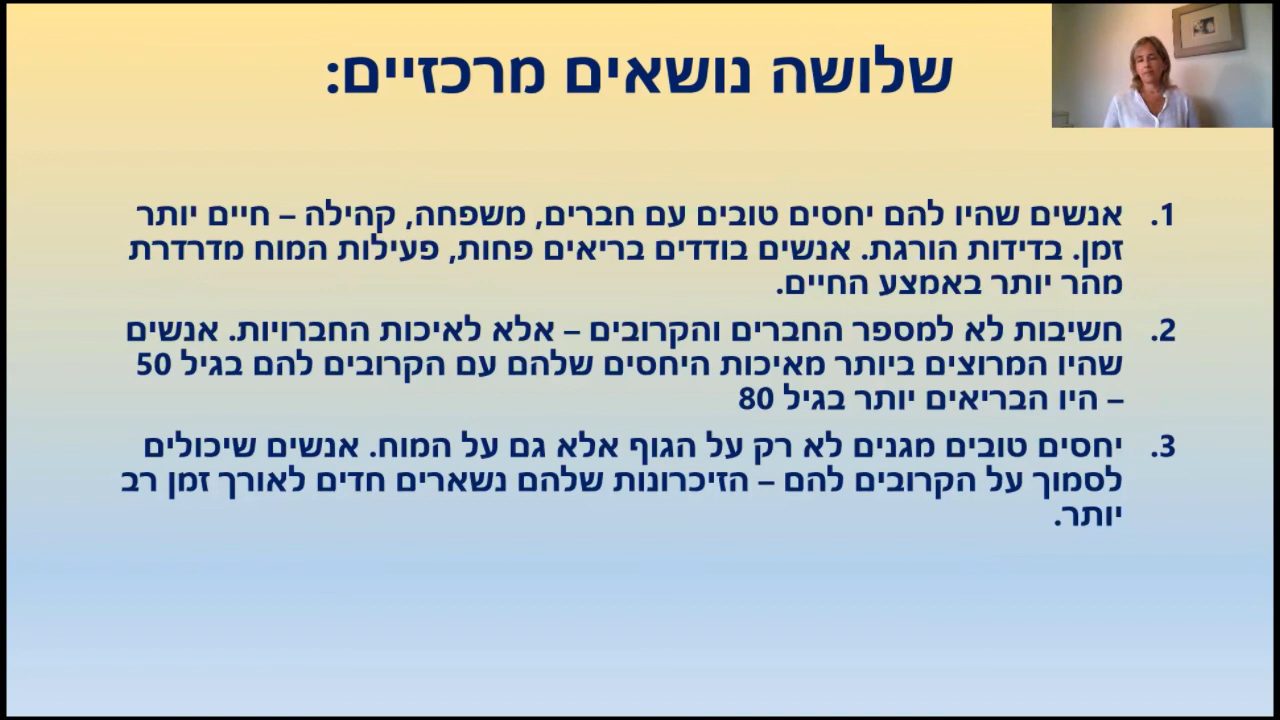 שלושה נושאים מרכזיים:
1. אנשים שהיו להם יחסים טובים עם חברים, משפחה, קהילה – חיים יותר
זמן. בדידות הורגת. אנשים בודדים בריאים פחות, פעילות המוח מדרדרת
מהר יותר באמצע החיים.
2. חשיבות לא למספר החברים והקרובים – אלא לאיכות החברויות. אנשים
שהיו המרוצים ביותר מאיכות היחסים שלהם עם הקרובים להם בגיל 50
– היו הבריאים יותר בגיל 80
3. יחסים טובים מגנים לא רק על הגוף אלא גם על המוח. אנשים שיכולים
לסמוך על הקרובים להם – הזיכרונות שלהם נשארים חדים לאורך זמן רב
יותר.